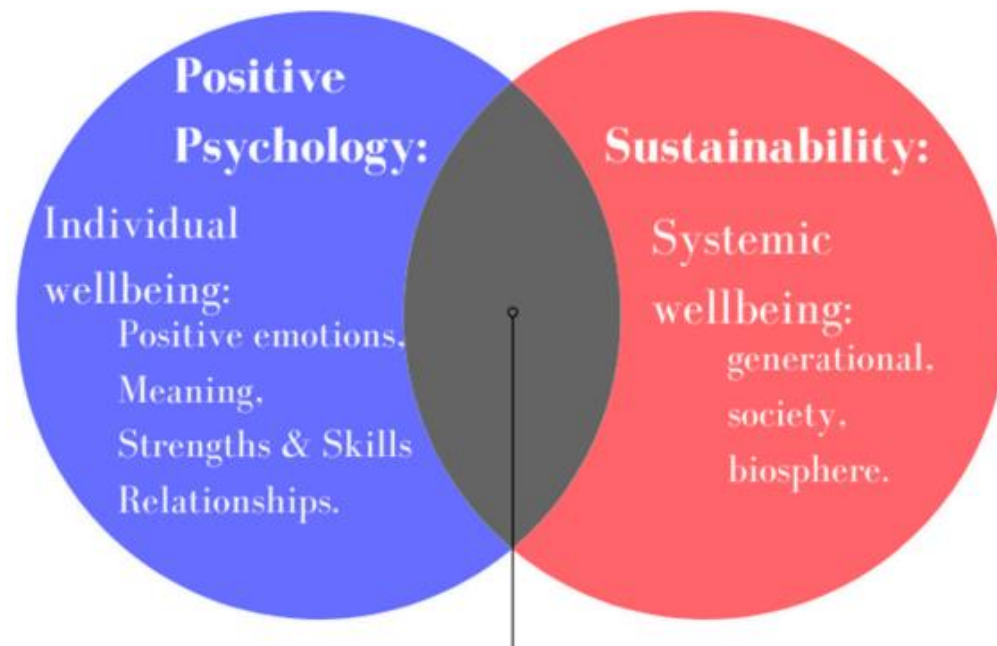 Positive
Psychology:
Individual
wellbeing:
Positive emotions,
Meaning,
Strengths & Skills
Relationships.
Sustainability:
Systemic
wellbeing:
generational,
society,
biosphere.